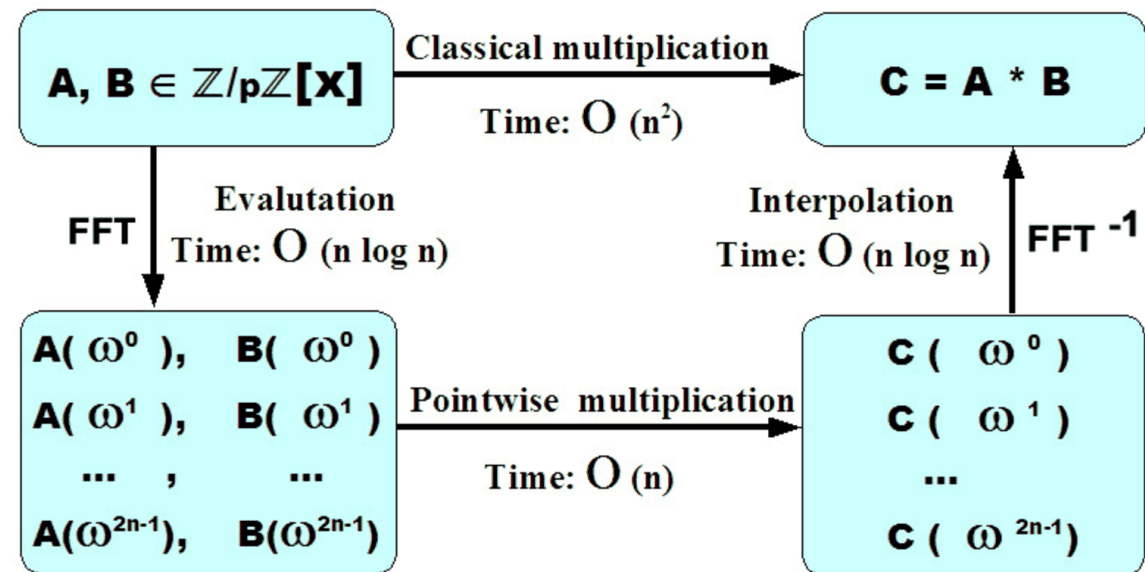 A, B ∈ ℤ/pℤ[x]
Classical multiplication
Time: O (n²)
C = A * B
FFT
Evalutation
Time: O (n log n)
Interpolation
Time: O (n log n)
FFT ⁻¹
A( ω⁰ ), B( ω⁰ )
A( ω¹ ), B( ω¹ )
... , ...
A(ω²ⁿ⁻¹), B(ω²ⁿ⁻¹)
Pointwise multiplication
Time: O (n)
C ( ω ⁰ )
C ( ω ¹ )
...
C ( ω ²ⁿ⁻¹)